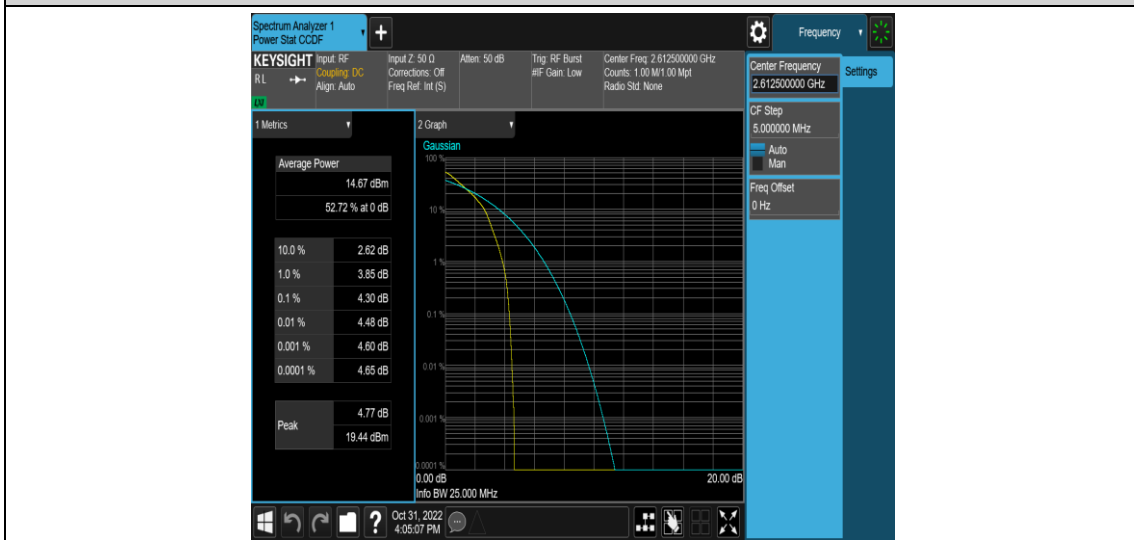 Spectrum Analyzer 1
Power Stat CCDF
+
Frequency
KEYSIGHT
RL
LNI
Input: RF
Coupling: DC
Align: Auto
Input Z: 50 Ω
Corrections: Off
Freq Ref: Int (S)
Atten: 50 dB
Trig: RF Burst
#IF Gain: Low
Center Freq: 2.612500000 GHz
Counts: 1.00 M/1.00 Mpt
Radio Std: None
Center Frequency
2.612500000 GHz
Settings
CF Step
5.000000 MHz
Auto
Man
Freq Offset
0 Hz
1 Metrics
Average Power
14.67 dBm
52.72 % at 0 dB
10.0 % 2.62 dB
1.0 % 3.85 dB
0.1 % 4.30 dB
0.01 % 4.48 dB
0.001 % 4.60 dB
0.0001 % 4.65 dB
Peak
4.77 dB
19.44 dBm
2 Graph
Gaussian
100 %
10 %
1 %
0.1 %
0.01 %
0.001 %
0.0001 %
0.00 dB 20.00 dB
Info BW 25.000 MHz
?
Oct 31, 2022
4:05:07 PM